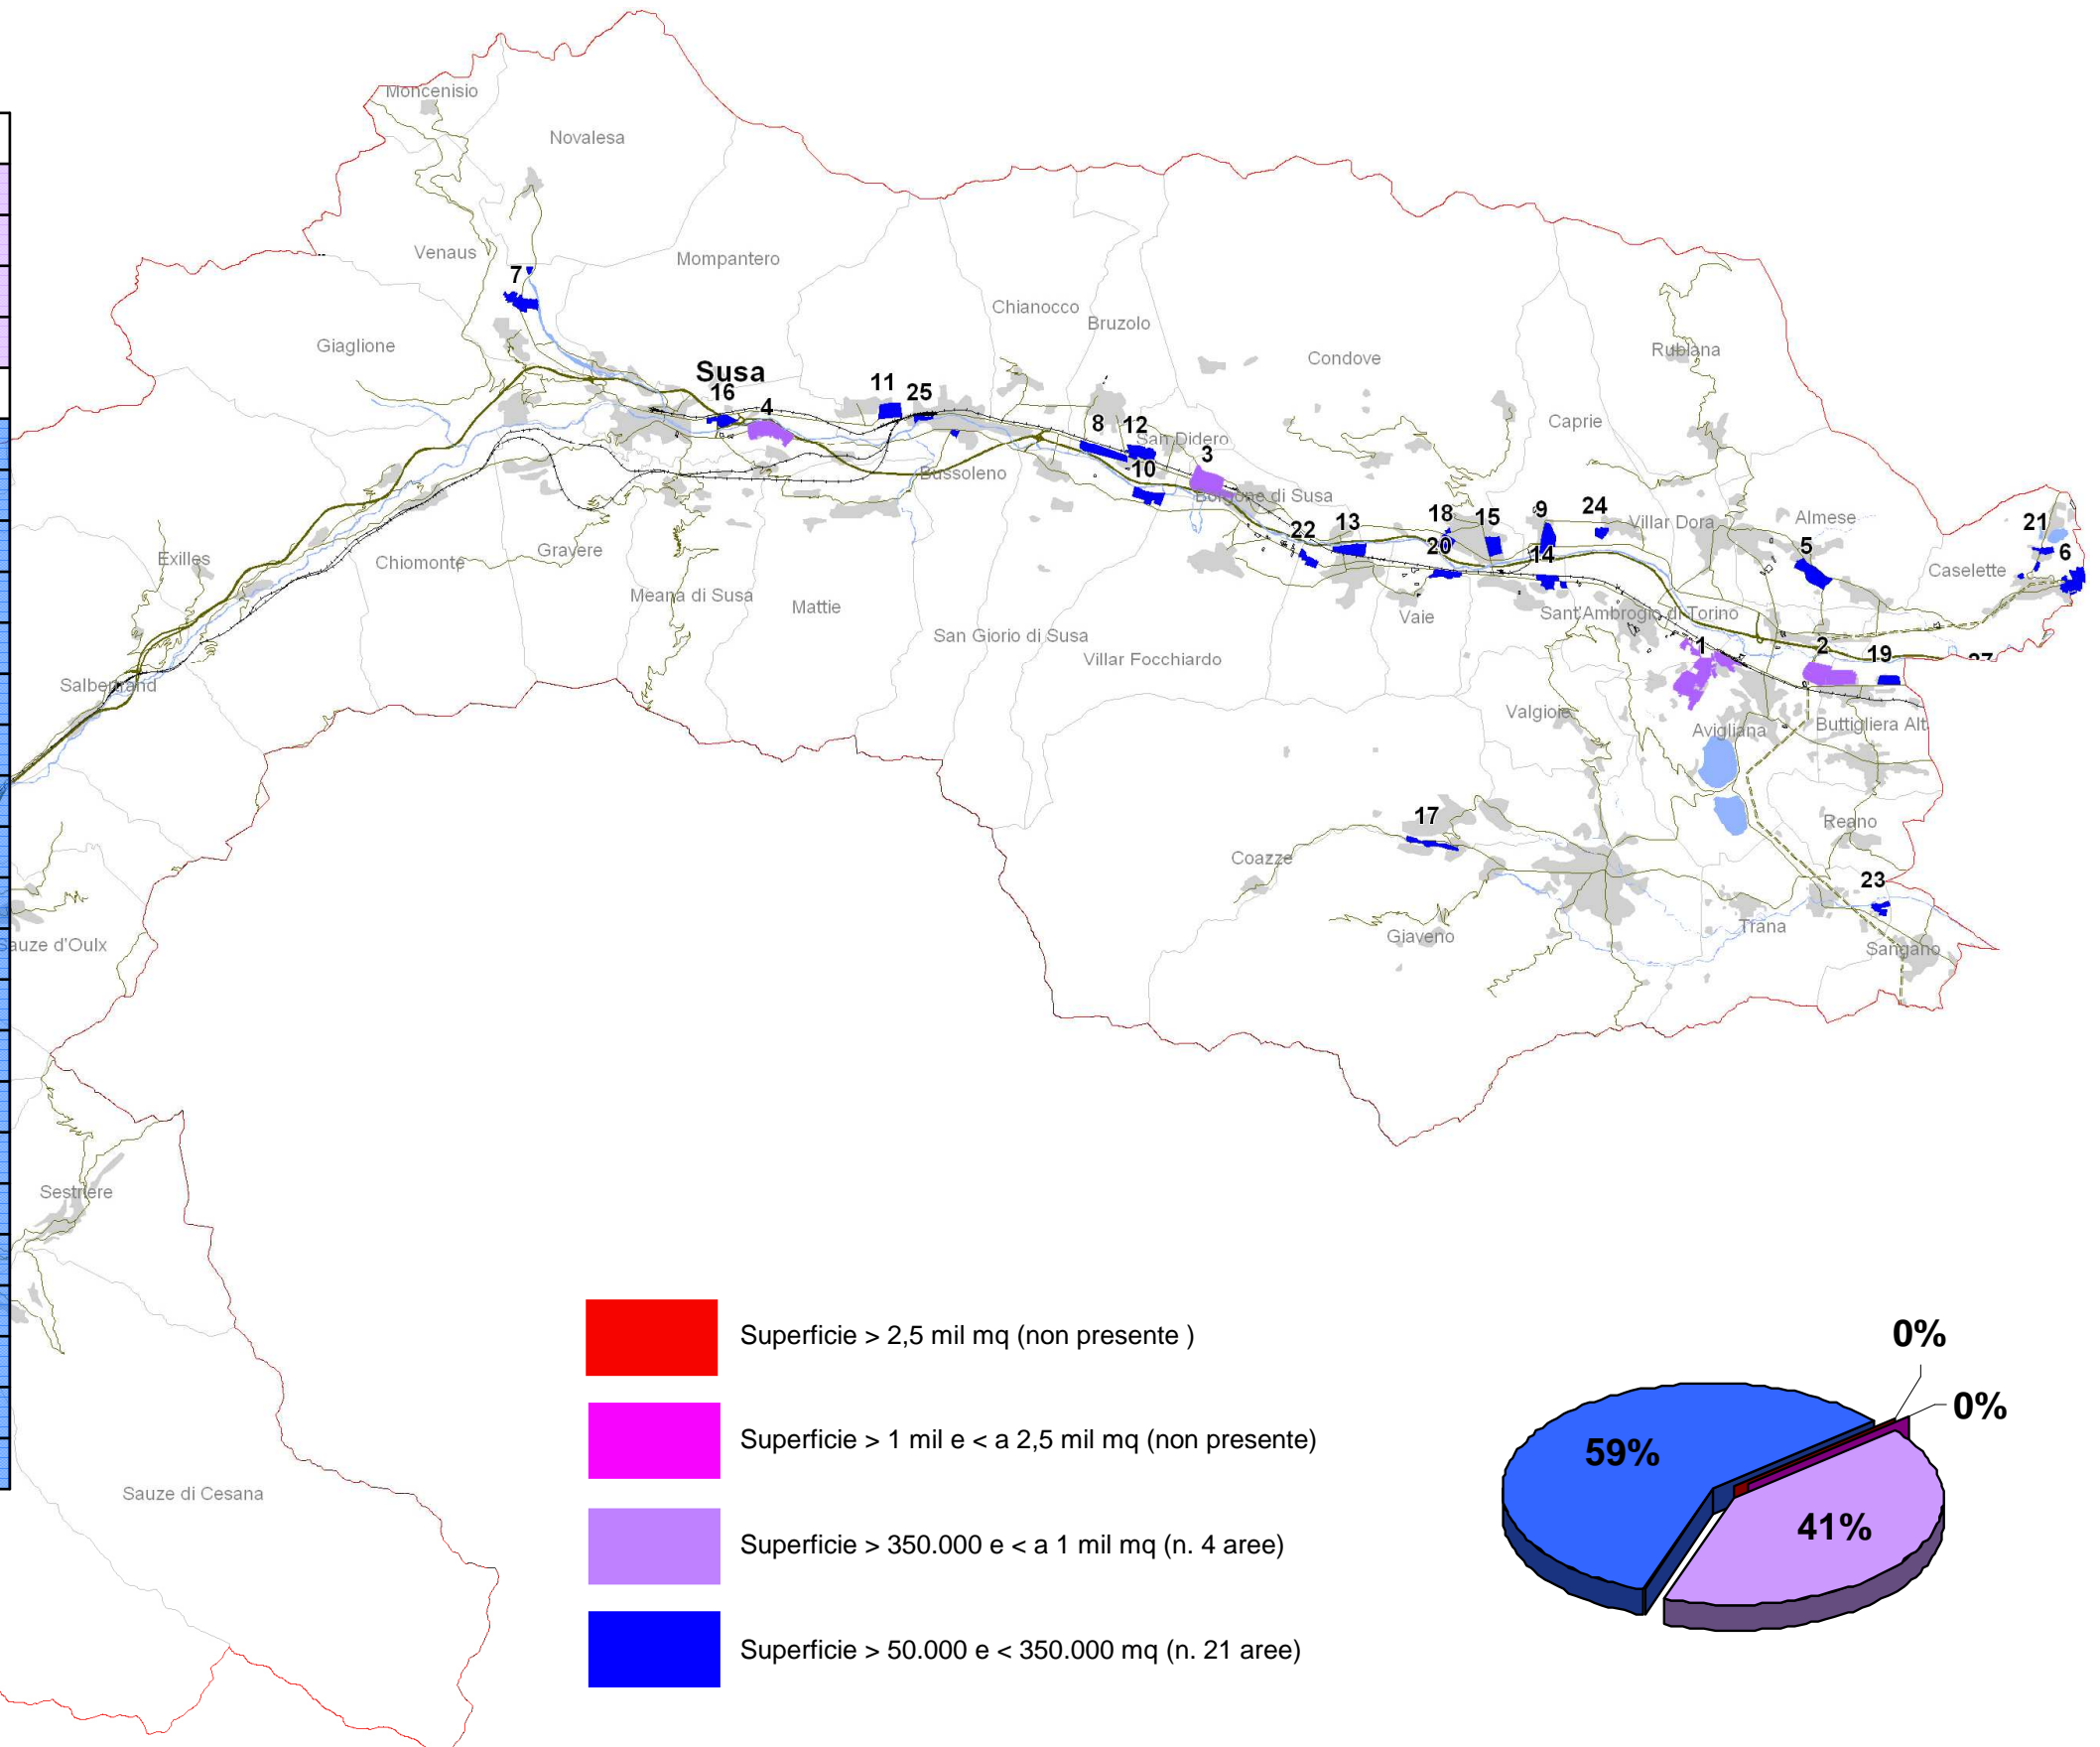 Moncenisio
Novalesa
Venaus
Mompantero
7
Chianocco
Bruzolo
Giaglione
Condove
Rubiana
Susa
16
4
11
25
8
12
San Didero
3
10
Caprie
Bussoleno
Borgone di Susa
22
13
18
15
20
9
24
14
Villar Dora
Almese
5
21
6
Caselette
Exilles
Chiomonte
Gravere
Meana di Susa
Mattie
San Giorio di Susa
Villar Focchiardo
Vaie
Sant'Ambrogio di Torino
1
2
19
Salbertrand
Valgioie
Avigliana
Buttigliera Alt
17
Coazze
Reano
23
Giaveno
Trana
Sangano
auze d'Oulx
Sestriere
Sauze di Cesana
Superficie > 2,5 mil mq (non presente )
Superficie > 1 mil e < a 2,5 mil mq (non presente)
Superficie > 350.000 e < a 1 mil mq (n. 4 aree)
Superficie > 50.000 e < 350.000 mq (n. 21 aree)
0%
0%
59%
41%